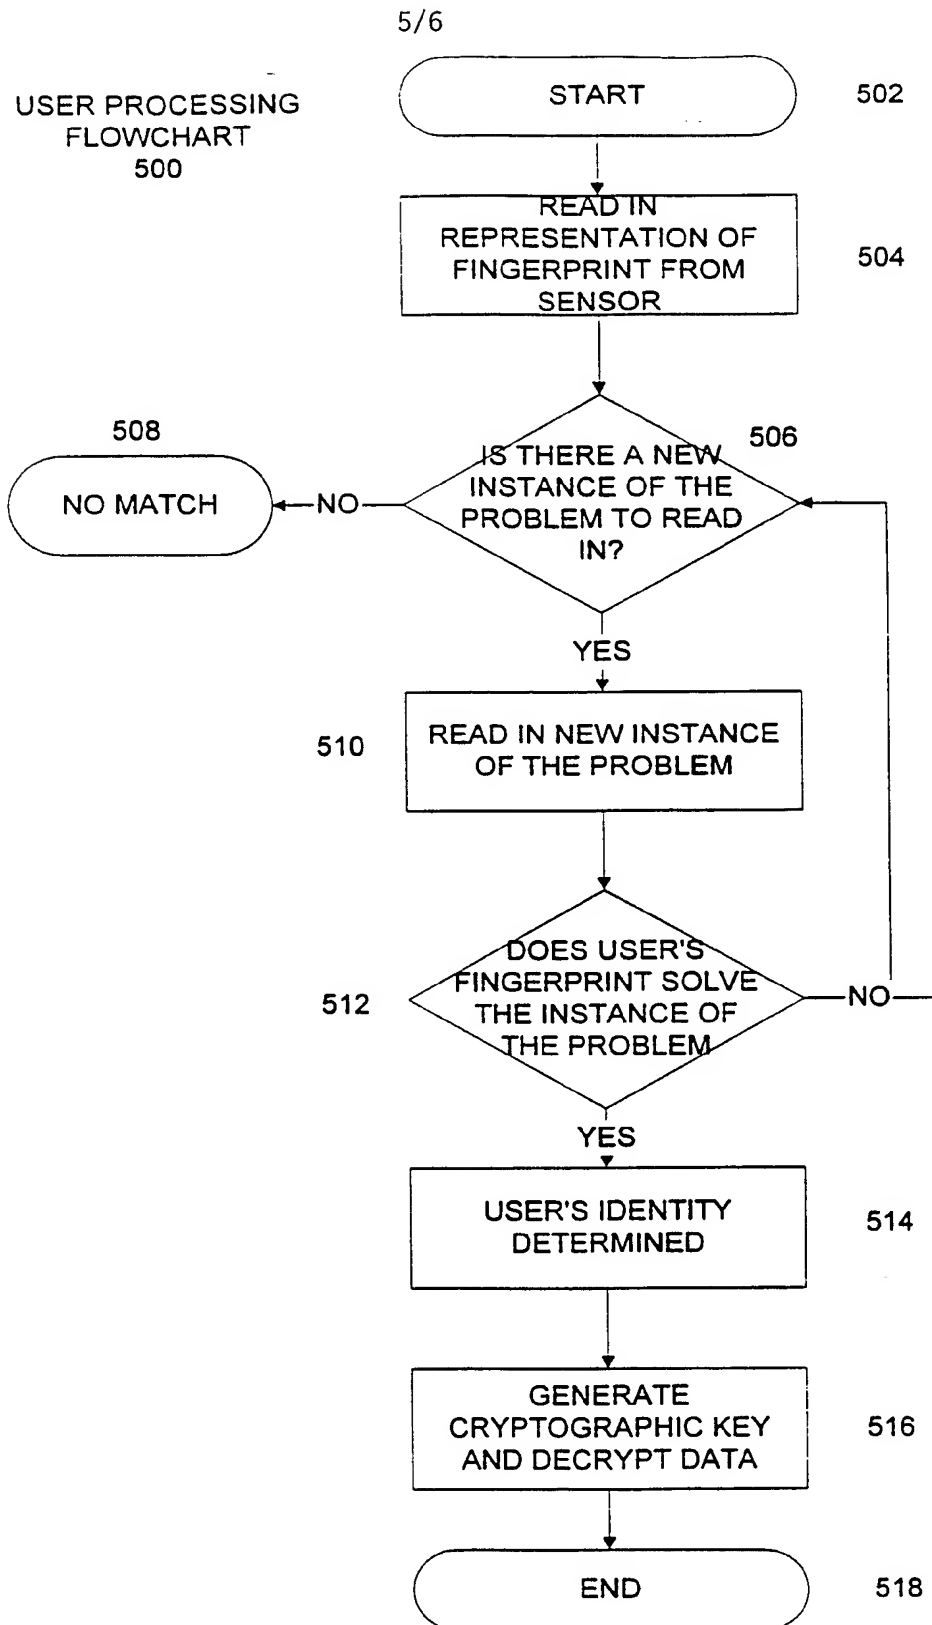 5/6
USER PROCESSING
FLOWCHART
500
START
502
READ IN
REPRESENTATION OF
FINGERPRINT FROM
SENSOR
504
506
IS THERE A NEW
INSTANCE OF THE
PROBLEM TO READ
IN?
508
NO MATCH
NO
YES
510
READ IN NEW INSTANCE
OF THE PROBLEM
512
DOES USER'S
FINGERPRINT SOLVE
THE INSTANCE OF
THE PROBLEM
NO
YES
USER'S IDENTITY
DETERMINED
514
GENERATE
CRYPTOGRAPHIC KEY
AND DECRYPT DATA
516
END
518